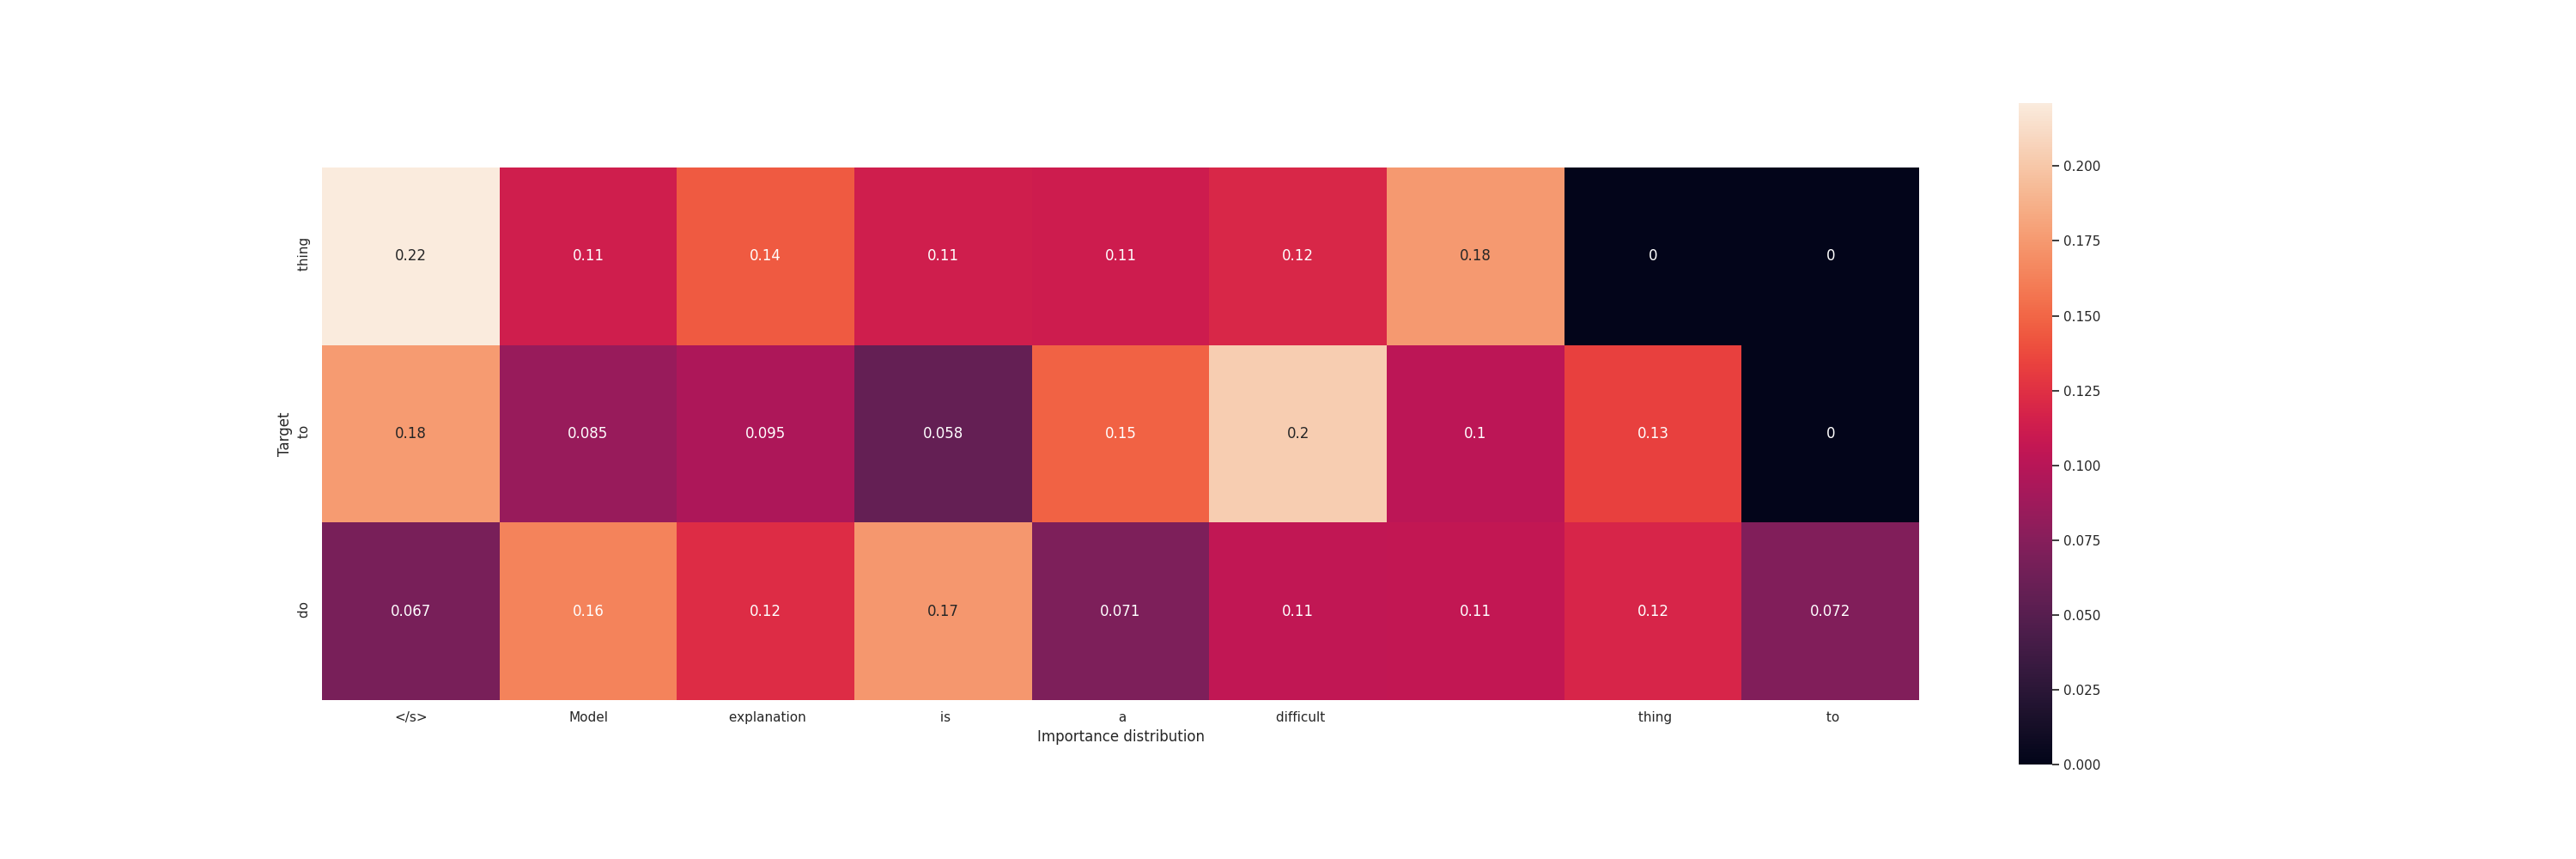 0.200
0.175
0.150
0.125
0.100
0.075
0.050
0.025
0.000
Target
thing
to
do
0.22 0.11 0.14 0.11 0.11 0.12 0.18 0 0
0.18 0.085 0.095 0.058 0.15 0.2 0.1 0.13 0
0.067 0.16 0.12 0.17 0.071 0.11 0.11 0.12 0.072
</s> Model explanation is a difficult thing to
Importance distribution